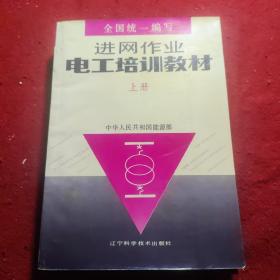 全国统一编写
进网作业
电工培训教材
上册
中华人民共和国能源部
辽宁科学技术出版社